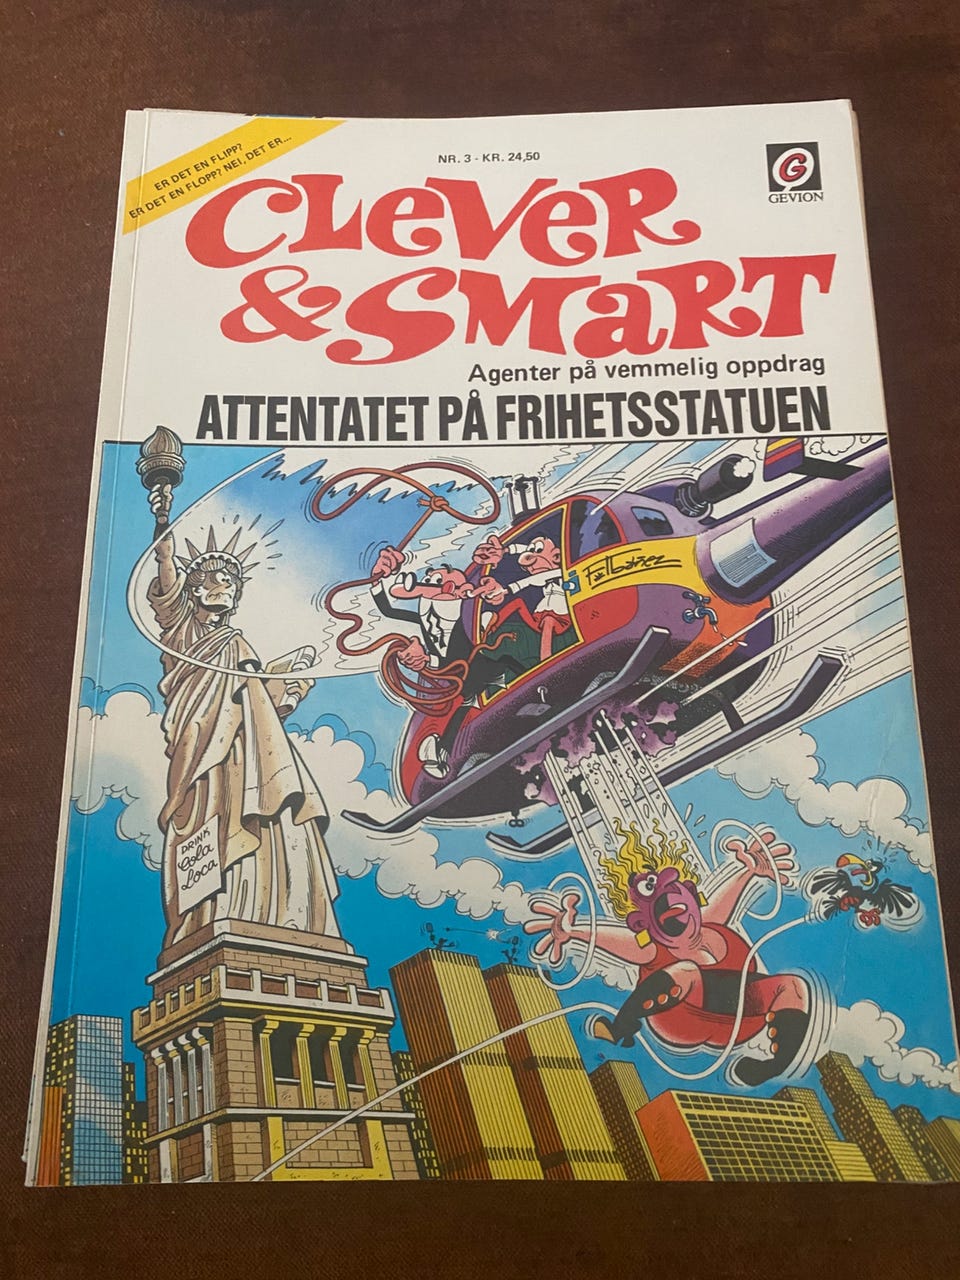 ER DET EN FLIPP?
ER DET EN FLOPP? NEI, DET ER...
NR. 3 - KR. 24,50
G
GEVION
CLEVER
& SMART
Agenter på vemmelig oppdrag
ATTENTATET PÅ FRIHETSSTATUEN
F. Ibáñez
DRINK
Cola
Loca